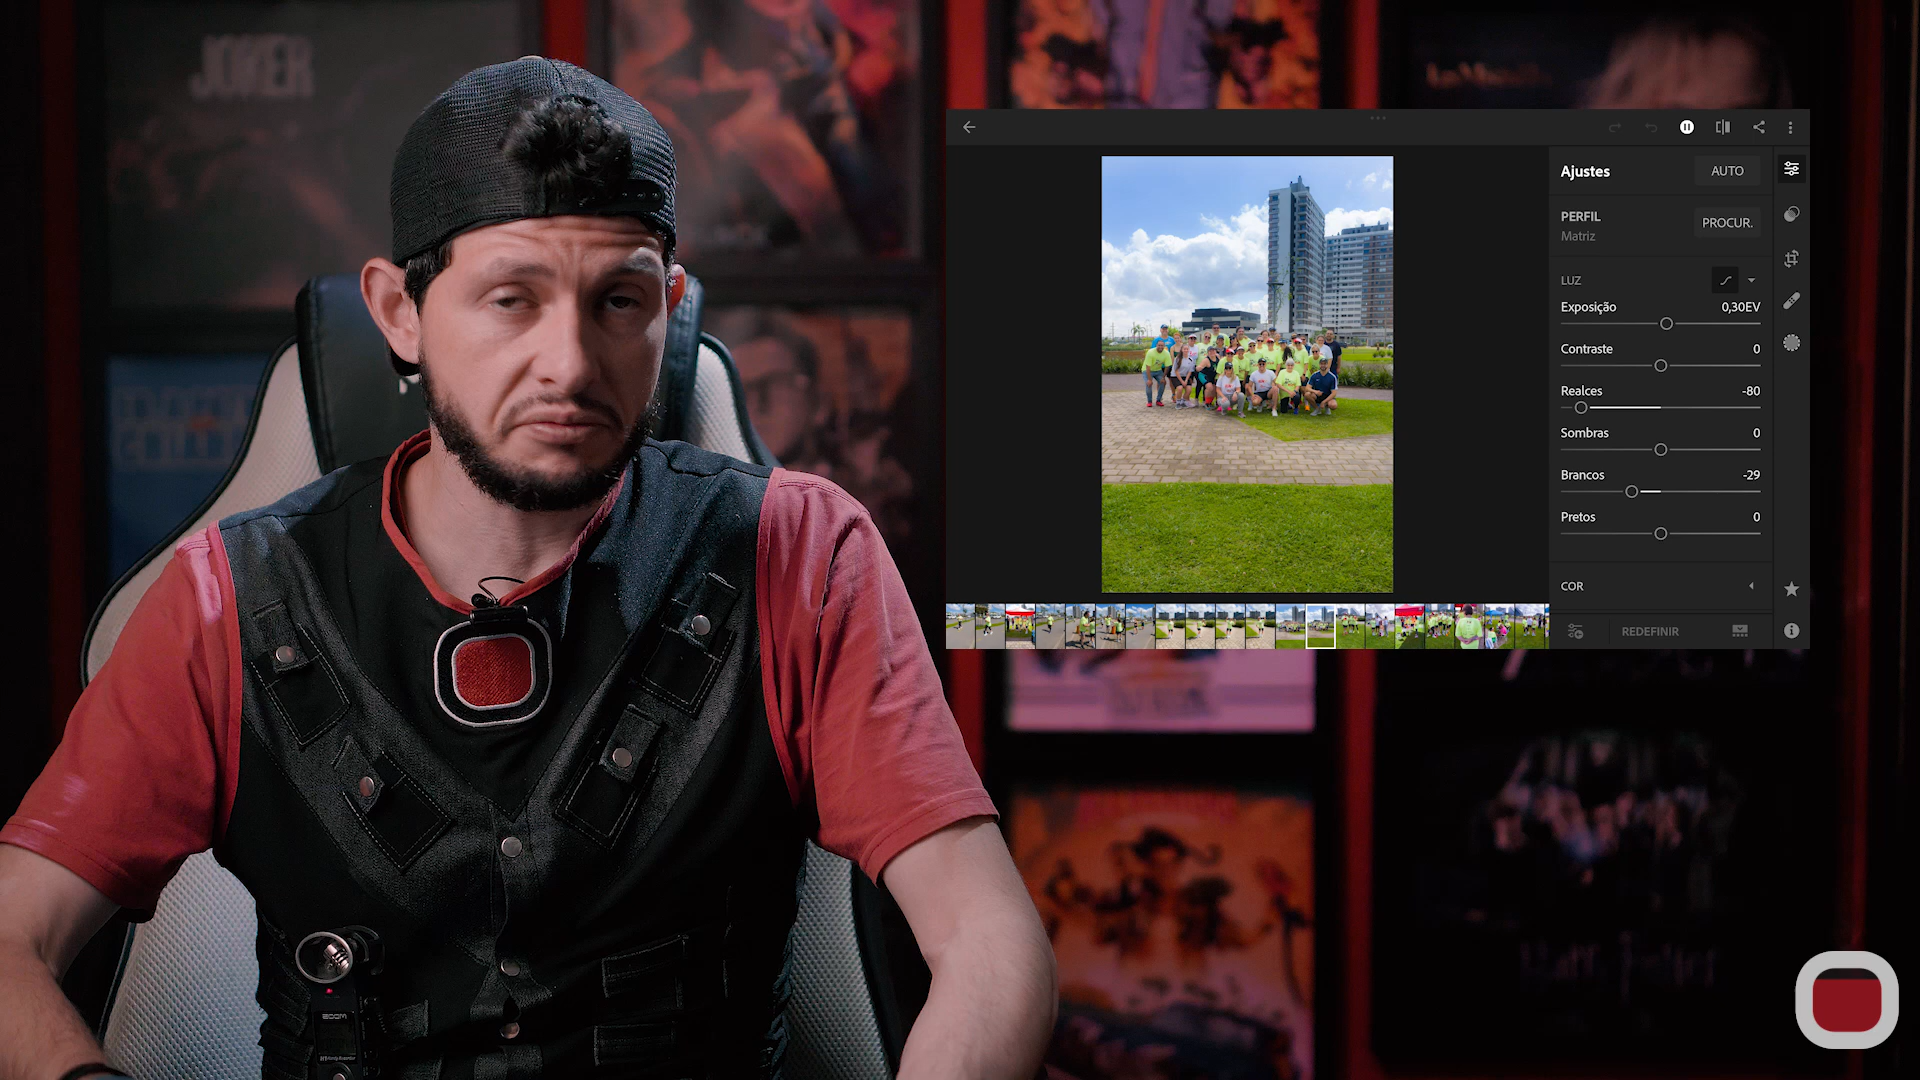 JOKER
Ajustes
AUTO
PERFIL
Matriz
PROCUR.
LUZ
Exposição
0,30EV
Contraste
0
Realces
-80
Sombras
0
Brancos
-29
Pretos
0
COR
REDEFINIR
zoom